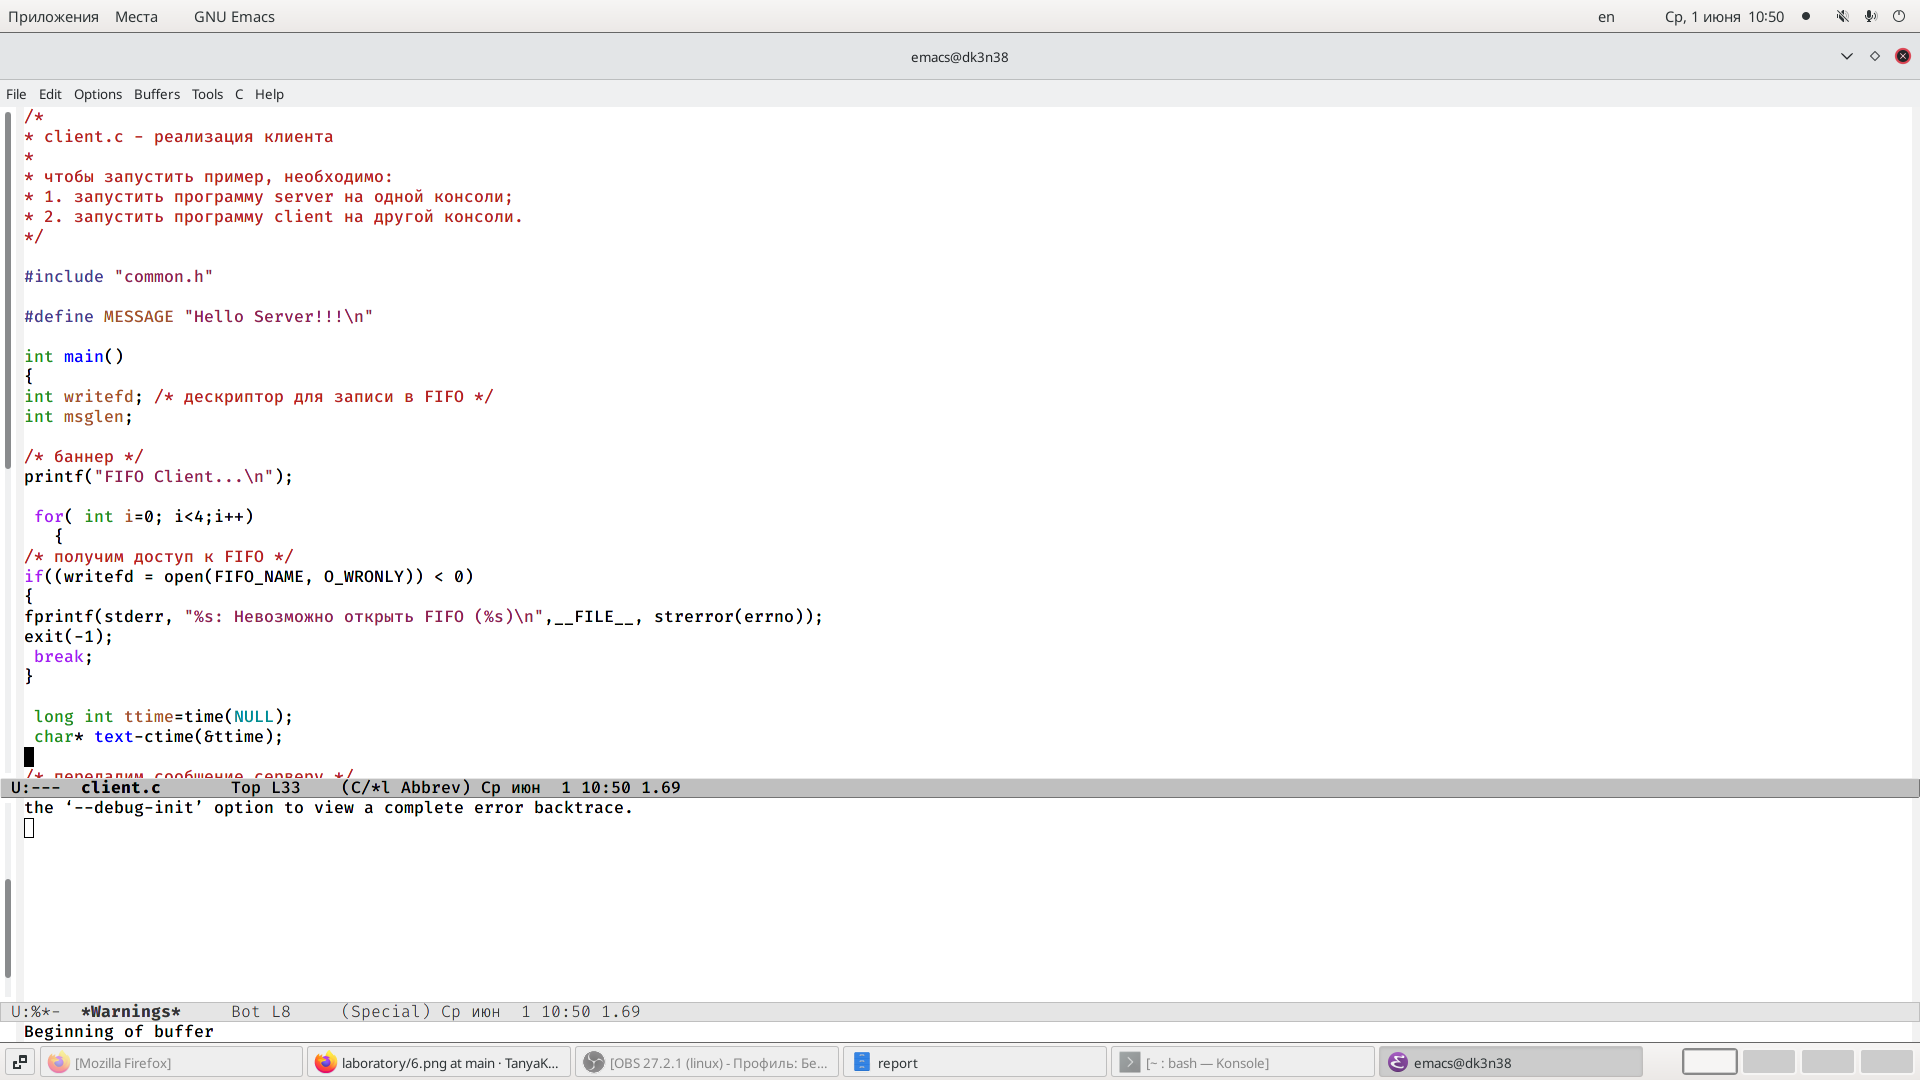 Приложения Места GNU Emacs en Ср, 1 июня 10:50
emacs@dk3n38
File Edit Options Buffers Tools C Help
/*
* client.c - реализация клиента
*
* чтобы запустить пример, необходимо:
* 1. запустить программу server на одной консоли;
* 2. запустить программу client на другой консоли.
*/
#include "common.h"
#define MESSAGE "Hello Server!!!\n"
int main()
{
int writefd; /* дескриптор для записи в FIFO */
int msglen;
/* баннер */
printf("FIFO Client...\n");
for( int i=0; i<4;i++)
{
/* получим доступ к FIFO */
if((writefd = open(FIFO_NAME, O_WRONLY)) < 0)
{
fprintf(stderr, "%s: Невозможно открыть FIFO (%s)\n",__FILE__, strerror(errno));
exit(-1);
break;
}
long int ttime=time(NULL);
char* text-ctime(&ttime);
/* передадим сообщение серверу */
U:--- client.c Top L33 (C/*l Abbrev) Ср июн 1 10:50 1.69
the ‘--debug-init’ option to view a complete error backtrace.
U:%*- *Warnings* Bot L8 (Special) Ср июн 1 10:50 1.69
Beginning of buffer
[Mozilla Firefox] laboratory/6.png at main · TanyaK... [OBS 27.2.1 (linux) - Профиль: Бе... report [~ : bash — Konsole] emacs@dk3n38